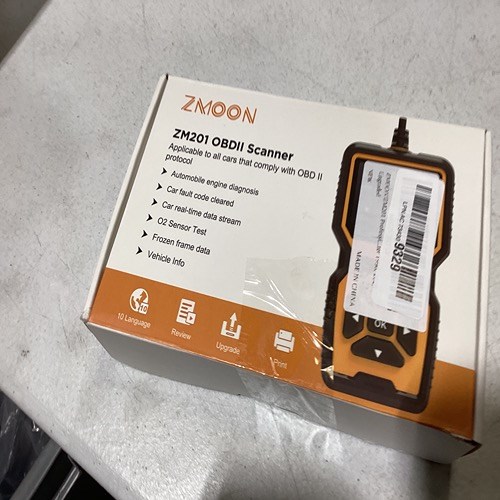 ZMOON
ZM201 OBDII Scanner
Applicable to all cars that comply with OBD II
protocol
Automobile engine diagnosis
Car fault code cleared
Car real-time data stream
O2 Sensor Test
Frozen frame data
Vehicle Info
10
10 Language
Review
Upgrade
Print
9329
MADE IN CHINA
OK